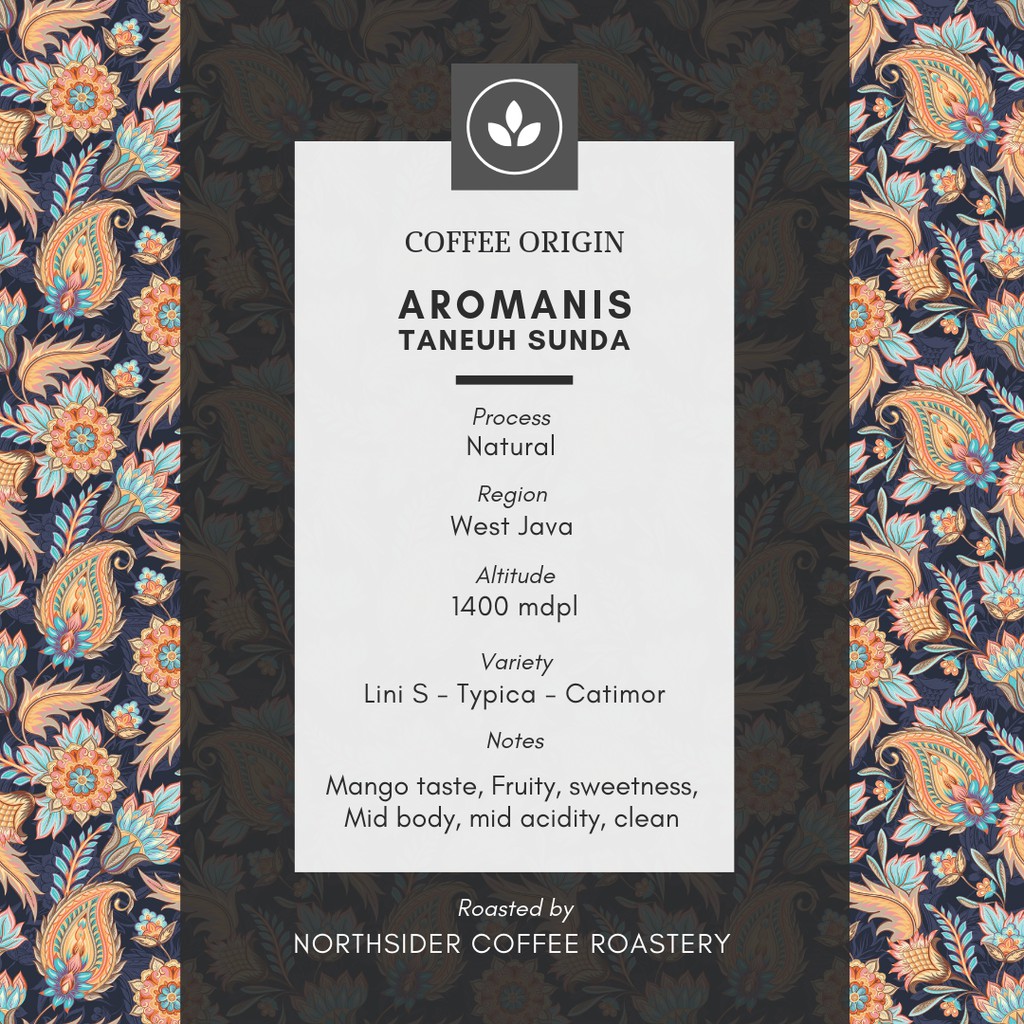 COFFEE ORIGIN
AROMANIS
TANEUH SUNDA
Process
Natural
Region
West Java
Altitude
1400 mdpl
Variety
Lini S - Typica - Catimor
Notes
Mango taste, Fruity, sweetness,
Mid body, mid acidity, clean
Roasted by
NORTHSIDER COFFEE ROASTERY